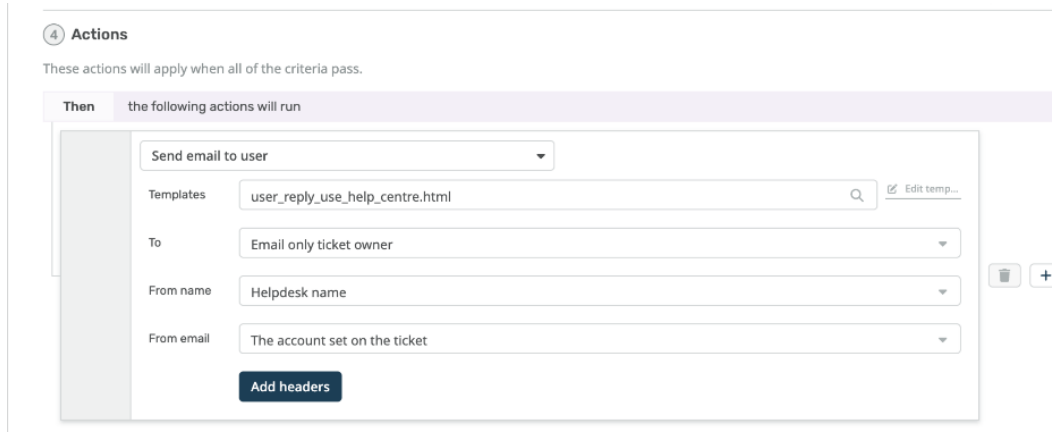 4 Actions
These actions will apply when all of the criteria pass.
Then the following actions will run
Send email to user
Templates user_reply_use_help_centre.html Edit temp...
To Email only ticket owner
From name Helpdesk name
From email The account set on the ticket
Add headers